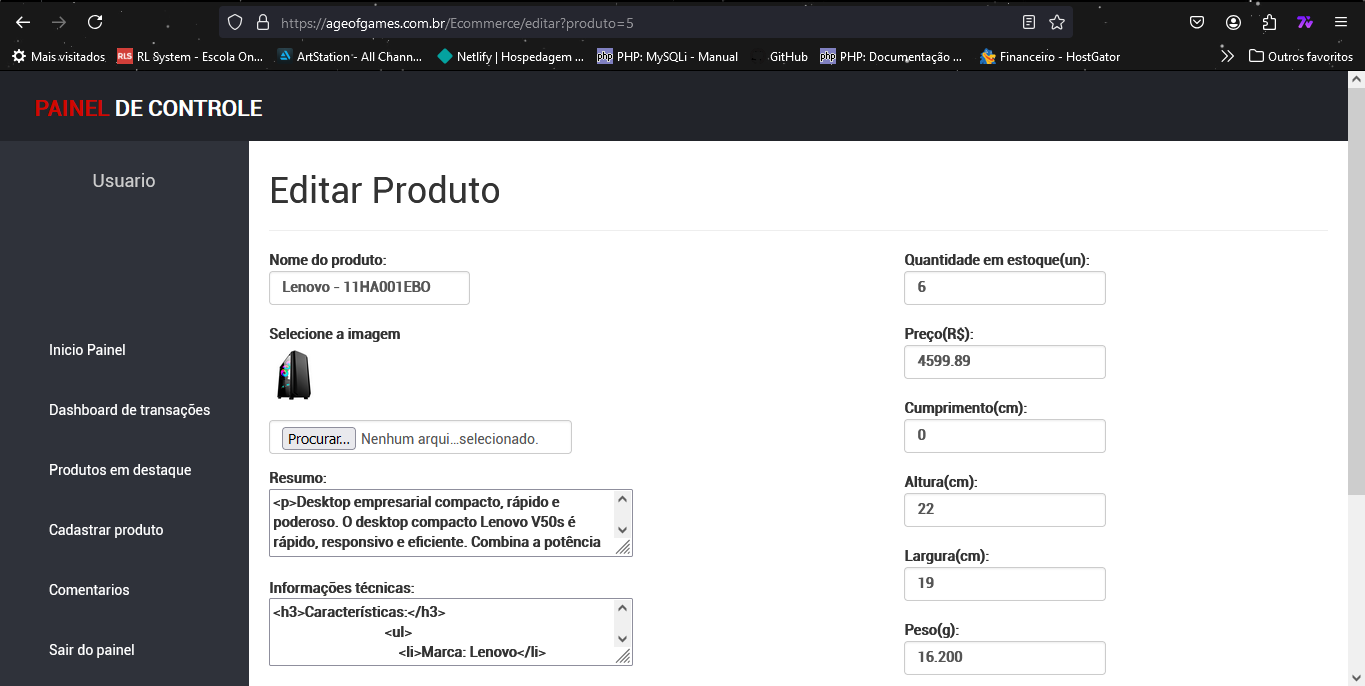 https://ageofgames.com.br/Ecommerce/editar?produto=5
Mais visitados RLS RL System - Escola On... ArtStation - All Chann... Netlify | Hospedagem ... php PHP: MySQLi - Manual GitHub php PHP: Documentação ... Financeiro - HostGator Outros favoritos
PAINEL DE CONTROLE
Usuario
Inicio Painel
Dashboard de transações
Produtos em destaque
Cadastrar produto
Comentarios
Sair do painel
Editar Produto
Nome do produto:
Lenovo - 11HA001EBO
Selecione a imagem
Procurar... Nenhum arqui...selecionado.
Resumo:
<p>Desktop empresarial compacto, rápido e
poderoso. O desktop compacto Lenovo V50s é
rápido, responsivo e eficiente. Combina a potência
Informações técnicas:
<h3>Características:</h3>
<ul>
<li>Marca: Lenovo</li>
Quantidade em estoque(un):
6
Preço(R$):
4599.89
Cumprimento(cm):
0
Altura(cm):
22
Largura(cm):
19
Peso(g):
16.200